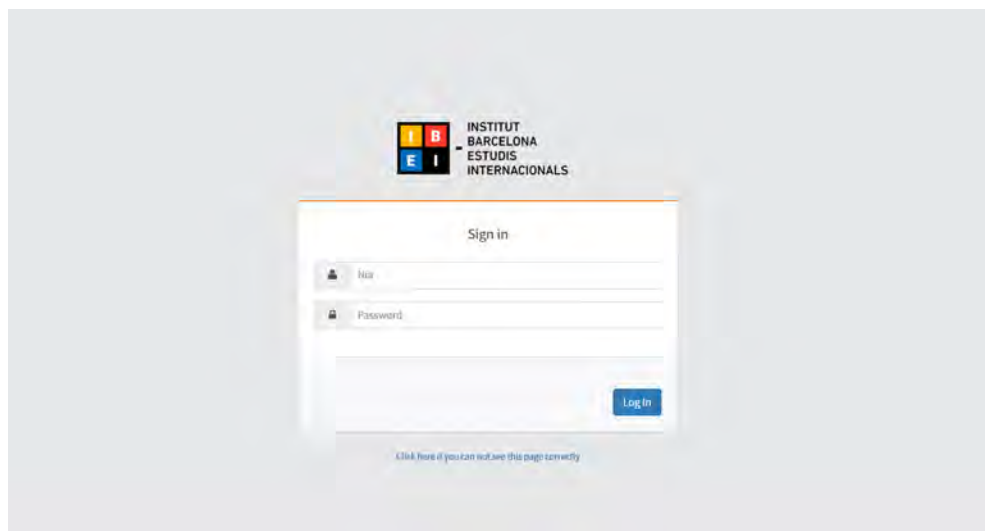 I B
E I
INSTITUT
BARCELONA
ESTUDIS
INTERNACIONALS
Sign in
Nia
Password
Log In
Click here if you can not see this page correctly